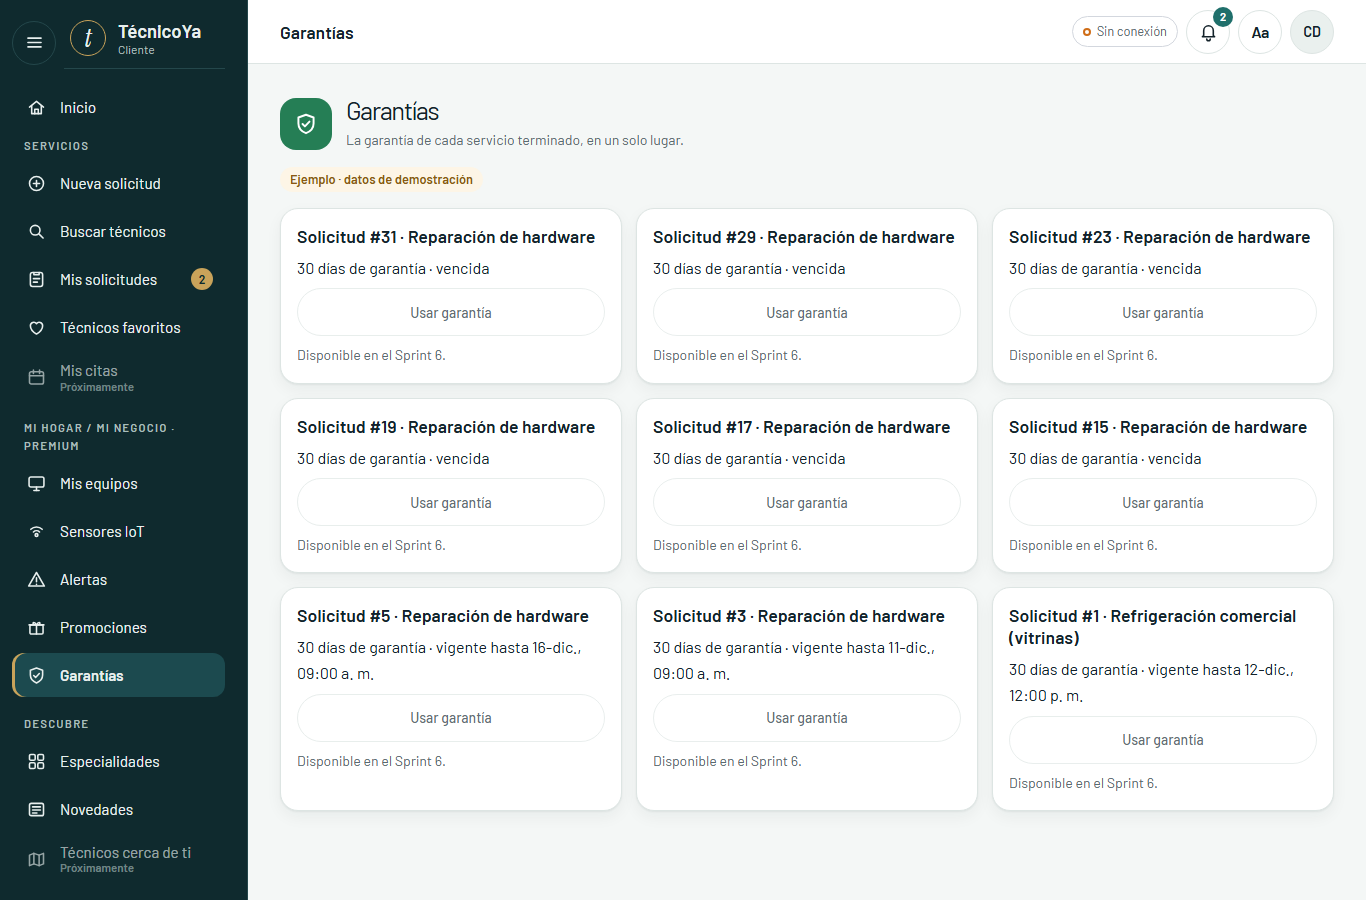 TécnicoYa
Cliente
Inicio
SERVICIOS
Nueva solicitud
Buscar técnicos
Mis solicitudes 2
Técnicos favoritos
Mis citas
Próximamente
MI HOGAR / MI NEGOCIO ·
PREMIUM
Mis equipos
Sensores IoT
Alertas
Promociones
Garantías
DESCUBRE
Especialidades
Novedades
Técnicos cerca de ti
Próximamente
Garantías
Sin conexión
2
Aa
CD
Garantías
La garantía de cada servicio terminado, en un solo lugar.
Ejemplo · datos de demostración
Solicitud #31 · Reparación de hardware
30 días de garantía · vencida
Usar garantía
Disponible en el Sprint 6.
Solicitud #29 · Reparación de hardware
30 días de garantía · vencida
Usar garantía
Disponible en el Sprint 6.
Solicitud #23 · Reparación de hardware
30 días de garantía · vencida
Usar garantía
Disponible en el Sprint 6.
Solicitud #19 · Reparación de hardware
30 días de garantía · vencida
Usar garantía
Disponible en el Sprint 6.
Solicitud #17 · Reparación de hardware
30 días de garantía · vencida
Usar garantía
Disponible en el Sprint 6.
Solicitud #15 · Reparación de hardware
30 días de garantía · vencida
Usar garantía
Disponible en el Sprint 6.
Solicitud #5 · Reparación de hardware
30 días de garantía · vigente hasta 16-dic.,
09:00 a. m.
Usar garantía
Disponible en el Sprint 6.
Solicitud #3 · Reparación de hardware
30 días de garantía · vigente hasta 11-dic.,
09:00 a. m.
Usar garantía
Disponible en el Sprint 6.
Solicitud #1 · Refrigeración comercial
(vitrinas)
30 días de garantía · vigente hasta 12-dic.,
12:00 p. m.
Usar garantía
Disponible en el Sprint 6.